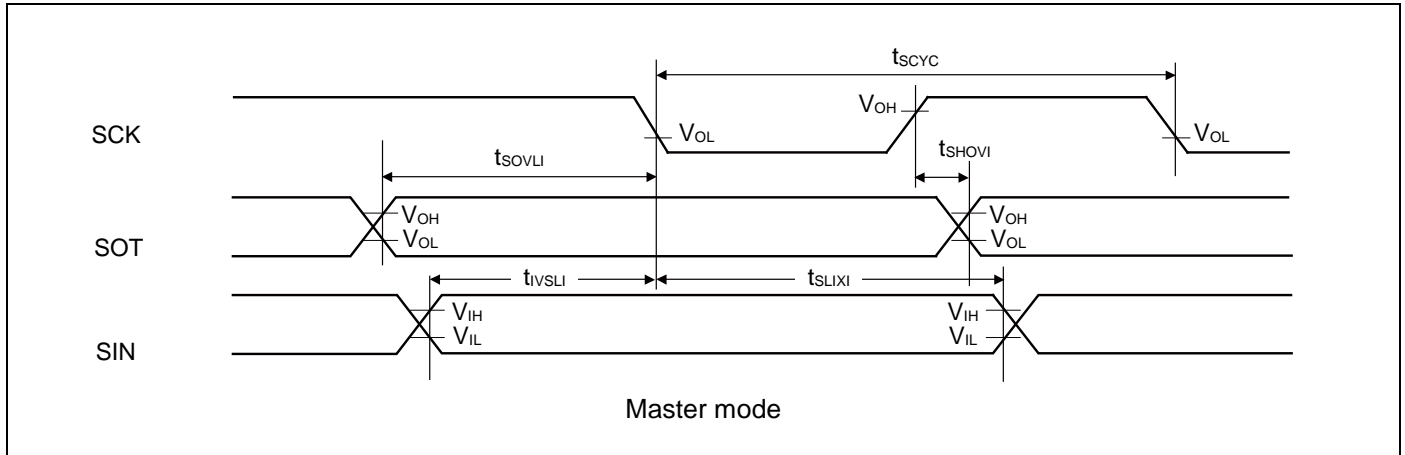 tSCYC
SCK
VOH
VOL
VOL
tSOVLI
tSHOVI
SOT
VOH
VOL
VOH
VOL
tIVSLI
tSLIXI
SIN
VIH
VIL
VIH
VIL
Master mode